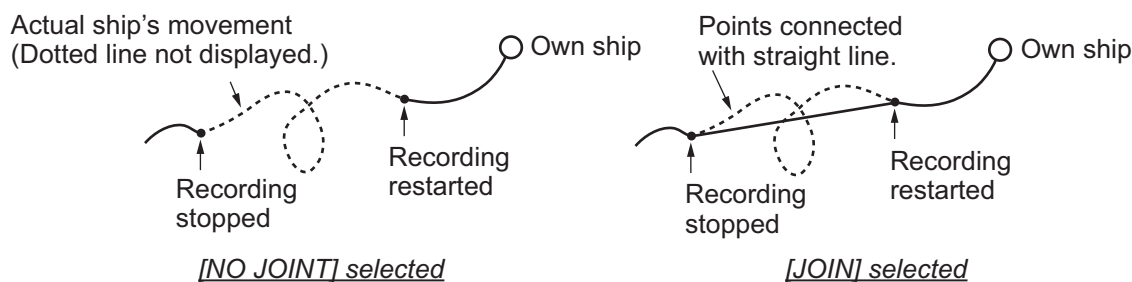 Actual ship's movement
(Dotted line not displayed.)
Own ship
Recording
stopped
Recording
restarted
[NO JOINT] selected
Points connected
with straight line.
Own ship
Recording
stopped
Recording
restarted
[JOIN] selected